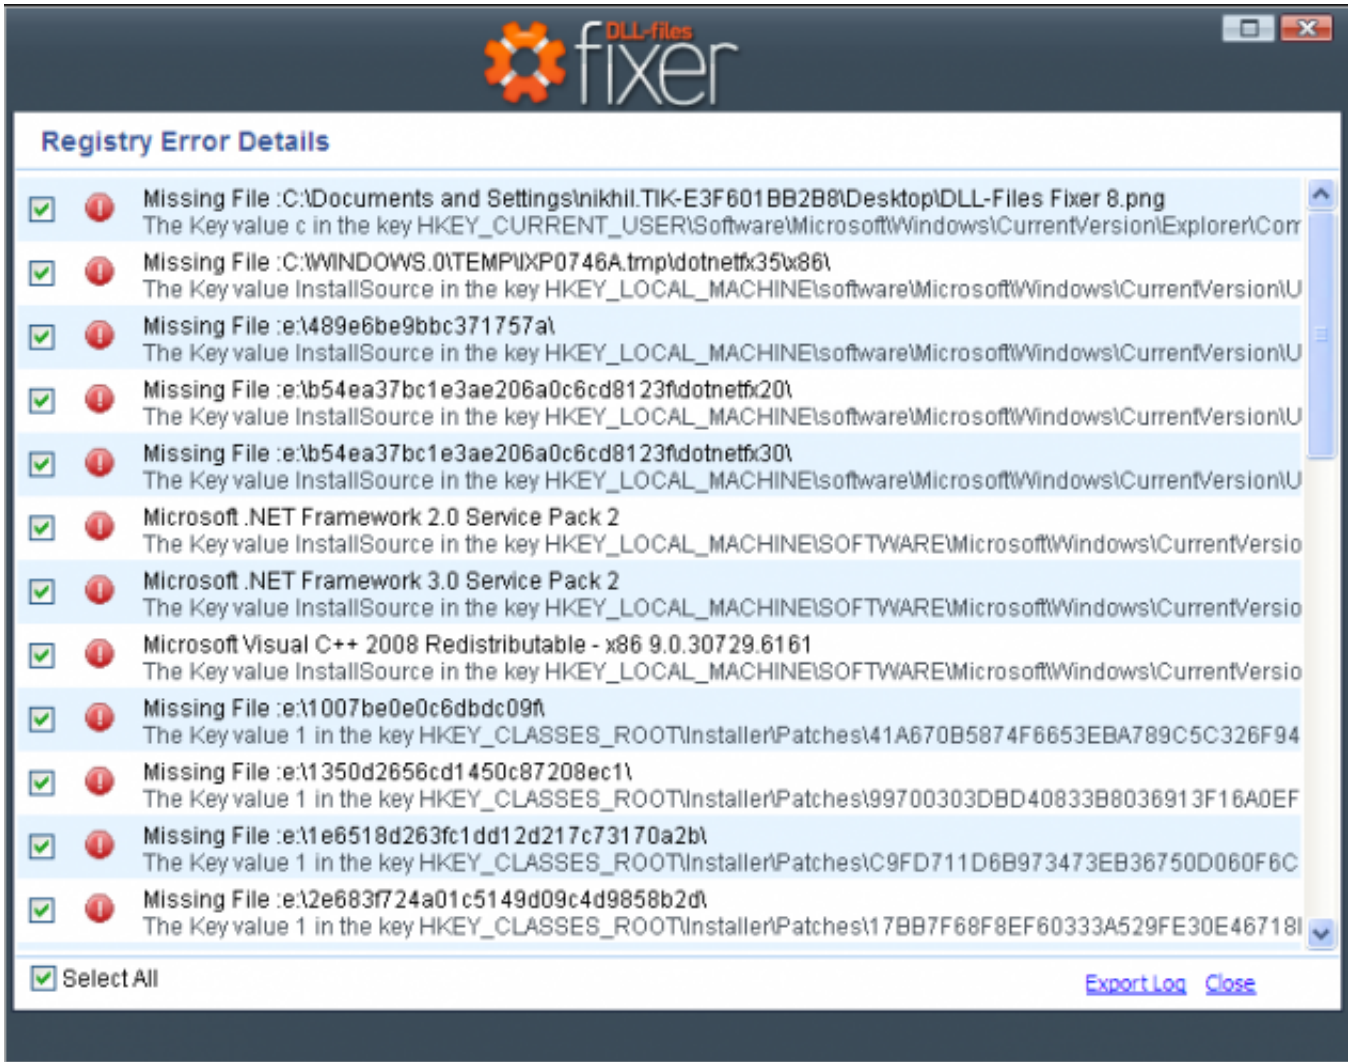 DLL-files
fixer
Registry Error Details
Missing File :C:\Documents and Settings\nikhil.TIK-E3F601BB2B8\Desktop\DLL-Files Fixer 8.png
The Key value c in the key HKEY_CURRENT_USER\Software\Microsoft\Windows\CurrentVersion\Explorer\Com
Missing File :C:\WINDOWS.0\TEMP\IXP0746A.tmp\dotnetfx35\x86\
The Key value InstallSource in the key HKEY_LOCAL_MACHINE\software\Microsoft\Windows\CurrentVersion\U
Missing File :e:\489e6be9bbc371757a\
The Key value InstallSource in the key HKEY_LOCAL_MACHINE\software\Microsoft\Windows\CurrentVersion\U
Missing File :e:\b54ea37bc1e3ae206a0c6cd8123f\dotnetfx20\
The Key value InstallSource in the key HKEY_LOCAL_MACHINE\software\Microsoft\Windows\CurrentVersion\U
Missing File :e:\b54ea37bc1e3ae206a0c6cd8123f\dotnetfx30\
The Key value InstallSource in the key HKEY_LOCAL_MACHINE\software\Microsoft\Windows\CurrentVersion\U
Microsoft .NET Framework 2.0 Service Pack 2
The Key value InstallSource in the key HKEY_LOCAL_MACHINE\SOFTWARE\Microsoft\Windows\CurrentVersio
Microsoft .NET Framework 3.0 Service Pack 2
The Key value InstallSource in the key HKEY_LOCAL_MACHINE\SOFTWARE\Microsoft\Windows\CurrentVersio
Microsoft Visual C++ 2008 Redistributable - x86 9.0.30729.6161
The Key value InstallSource in the key HKEY_LOCAL_MACHINE\SOFTWARE\Microsoft\Windows\CurrentVersio
Missing File :e:\1007be0e0c6dbdc09f\
The Key value 1 in the key HKEY_CLASSES_ROOT\Installer\Patches\41A670B5874F6653EBA789C5C326F94
Missing File :e:\1350d2656cd1450c87208ec1\
The Key value 1 in the key HKEY_CLASSES_ROOT\Installer\Patches\99700303DBD40833B8036913F16A0EF
Missing File :e:\1e6518d263fc1dd12d217c73170a2b\
The Key value 1 in the key HKEY_CLASSES_ROOT\Installer\Patches\C9FD711D6B973473EB36750D060F6C
Missing File :e:\2e683f724a01c5149d09c4d9858b2d\
The Key value 1 in the key HKEY_CLASSES_ROOT\Installer\Patches\17BB7F68F8EF60333A529FE30E46718
Select All
Export Log Close